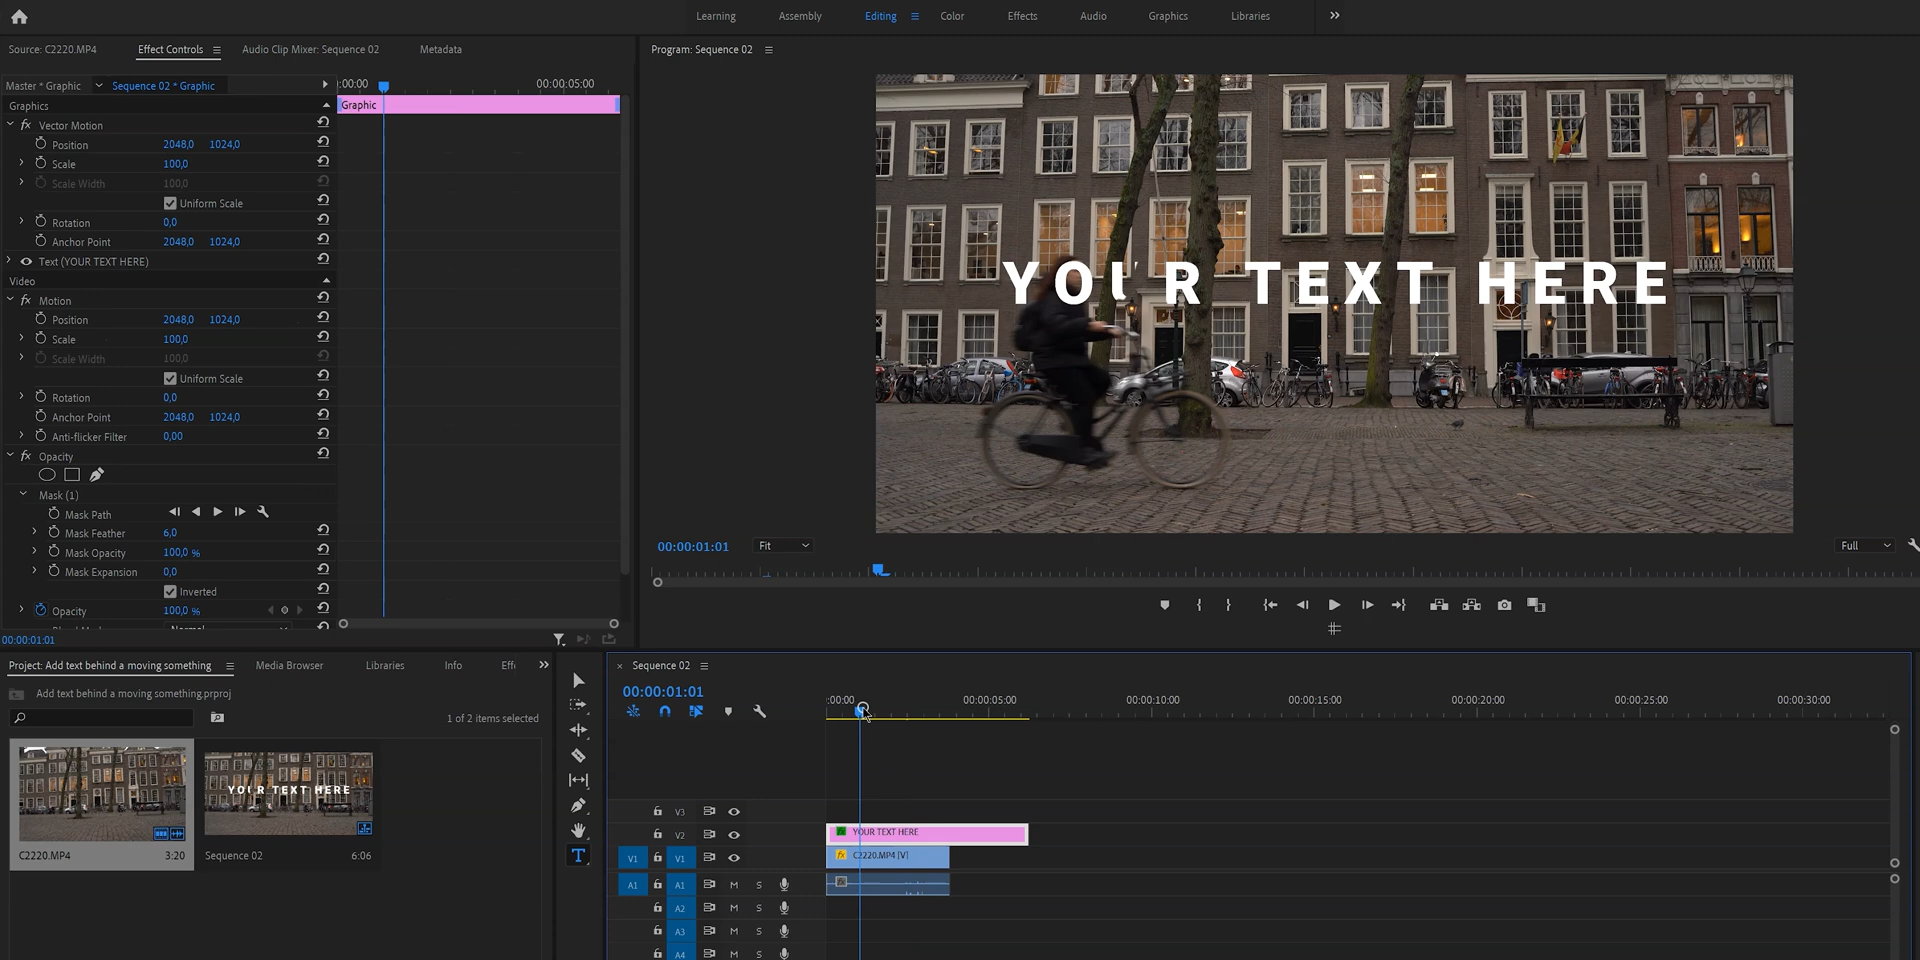 Learning Assembly Editing Color Effects Audio Graphics Libraries
Source: C2220.MP4 Effect Controls Audio Clip Mixer: Sequence 02 Metadata
Program: Sequence 02
Master * Graphic Sequence 02 * Graphic
:00:00 00:00:05:00
Graphics
Graphic
fx Vector Motion
Position 2048,0 1024,0
Scale 100,0
Scale Width 100,0
Uniform Scale
Rotation 0,0
Anchor Point 2048,0 1024,0
Text (YOUR TEXT HERE)
Video
fx Motion
Position 2048,0 1024,0
Scale 100,0
Scale Width 100,0
Uniform Scale
Rotation 0,0
Anchor Point 2048,0 1024,0
Anti-flicker Filter 0,00
fx Opacity
Mask (1)
Mask Path
Mask Feather 6,0
Mask Opacity 100,0 %
Mask Expansion 0,0
Inverted
Opacity 100,0 %
00:00:01:01
YOUR TEXT HERE
00:00:01:01 Fit Full
Project: Add text behind a moving something Media Browser Libraries Info Eff
Add text behind a moving something.prproj
1 of 2 items selected
YOUR TEXT HERE
C2220.MP4 3:20
Sequence 02 6:06
× Sequence 02
00:00:01:01
:00:00 00:00:05:00 00:00:10:00 00:00:15:00 00:00:20:00 00:00:25:00 00:00:30:00
V3
V2 fx YOUR TEXT HERE
V1 V1 fx C2220.MP4 [V]
A1 A1 M S fx
A2 M S
A3 M S
A4 M S